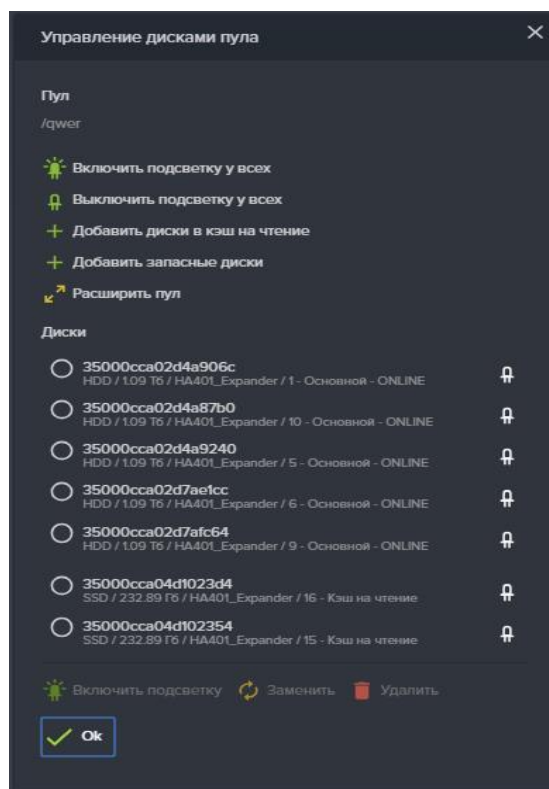 Управление дисками пула
Пул
/qwer
Включить подсветку у всех
Выключить подсветку у всех
Добавить диски в кэш на чтение
Добавить запасные диски
Расширить пул
Диски
35000cca02d4a906c
HDD / 1.09 Тб / HA401_Expander / 1 - Основной - ONLINE
35000cca02d4a87b0
HDD / 1.09 Тб / HA401_Expander / 10 - Основной - ONLINE
35000cca02d4a9240
HDD / 1.09 Тб / HA401_Expander / 5 - Основной - ONLINE
35000cca02d7ae1cc
HDD / 1.09 Тб / HA401_Expander / 6 - Основной - ONLINE
35000cca02d7afc64
HDD / 1.09 Тб / HA401_Expander / 9 - Основной - ONLINE
35000cca04d1023d4
SSD / 232.89 Гб / HA401_Expander / 16 - Кэш на чтение
35000cca04d102354
SSD / 232.89 Гб / HA401_Expander / 15 - Кэш на чтение
Включить подсветку Заменить Удалить
Ok